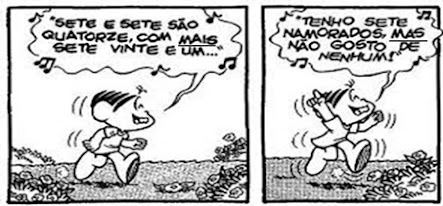 "SETE E SETE SÃO
QUATORZE, COM MAIS
SETE VINTE E
UM..."
"TENHO SETE
NAMORADOS, MAS
NÃO GOSTO DE
NENHUM!"